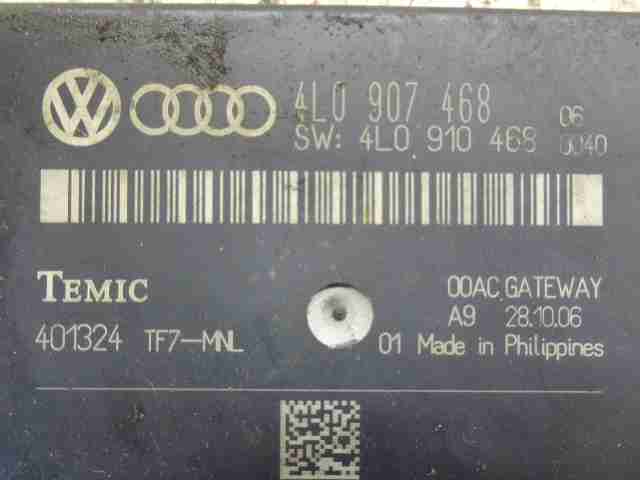 4L0 907 468 06
SW: 4L0 910 468 0040
TEMIC
00AC GATEWAY
A9 28.10.06
401324 TF7-MNL
01 Made in Philippines